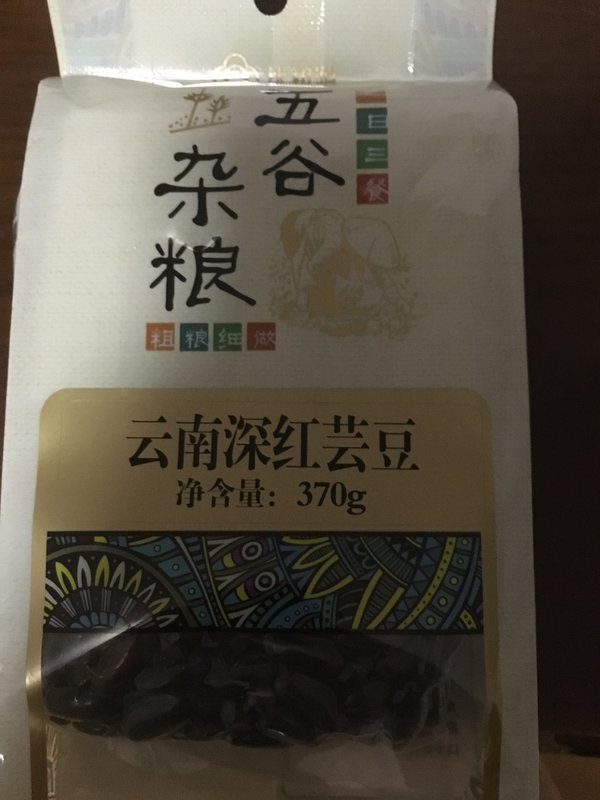 五谷
杂粮
日三餐
粗粮细做
云南深红芸豆
净含量：370g